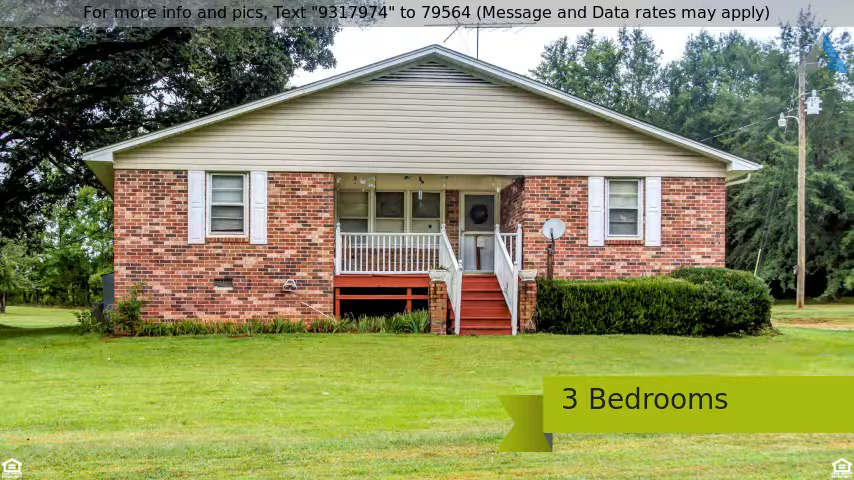 For more info and pics, Text "9317974" to 79564 (Message and Data rates may apply)
3 Bedrooms